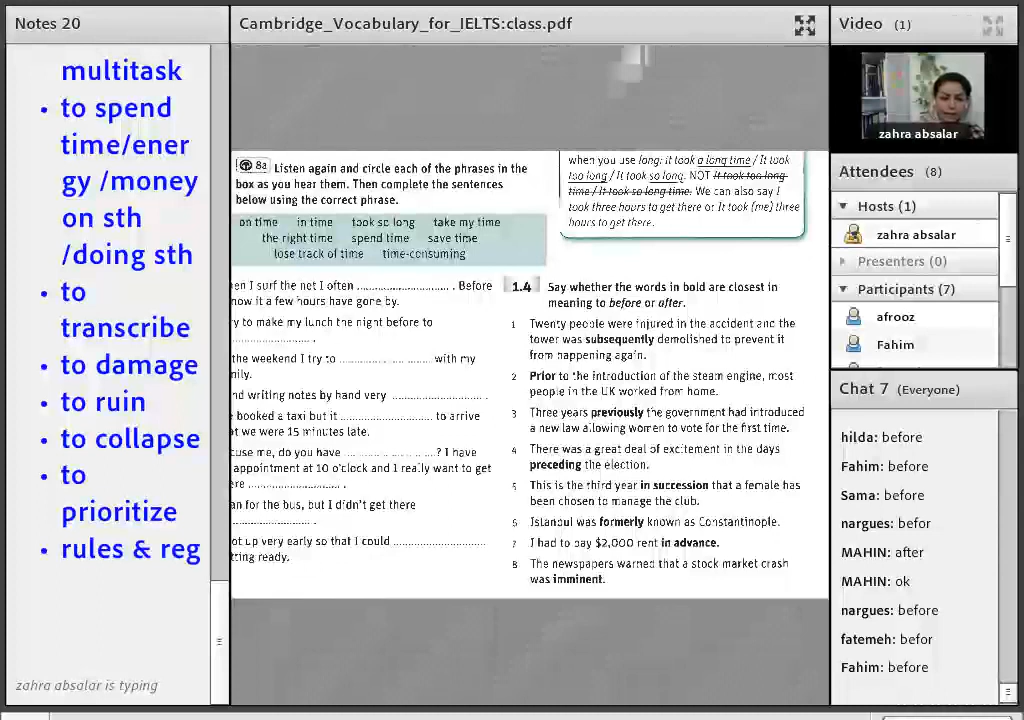 Notes 20
multitask
• to spend
time/ener
gy /money
on sth
/doing sth
• to
transcribe
• to damage
• to ruin
• to collapse
• to
prioritize
• rules & reg
zahra absalar is typing
Cambridge_Vocabulary_for_IELTS:class.pdf
8a Listen again and circle each of the phrases in the
box as you hear them. Then complete the sentences
below using the correct phrase.
on time in time took so long take my time
the right time spend time save time
lose track of time time-consuming
en I surf the net I often .............................. . Before
now it a few hours have gone by.
y to make my lunch the night before to
.......................... .
the weekend I try to .............................. with my
nily.
nd writing notes by hand very .............................. .
booked a taxi but it .............................. to arrive
at we were 15 minutes late.
cuse me, do you have .............................. ? I have
appointment at 10 o'clock and I really want to get
ere .............................. .
an for the bus, but I didn't get there
.......................... .
ot up very early so that I could ..............................
tting ready.
when you use long: It took a long time / It took
too long / It took so long. NOT It took too long
time / It took so long time. We can also say I
took three hours to get there or It took (me) three
hours to get there.
1.4 Say whether the words in bold are closest in
meaning to before or after.
1 Twenty people were injured in the accident and the
tower was subsequently demolished to prevent it
from happening again.
2 Prior to the introduction of the steam engine, most
people in the UK worked from home.
3 Three years previously the government had introduced
a new law allowing women to vote for the first time.
4 There was a great deal of excitement in the days
preceding the election.
5 This is the third year in succession that a female has
been chosen to manage the club.
6 Istanbul was formerly known as Constantinople.
7 I had to pay $2,000 rent in advance.
8 The newspapers warned that a stock market crash
was imminent.
Video (1)
zahra absalar
Attendees (8)
Hosts (1)
zahra absalar
Presenters (0)
Participants (7)
afrooz
Fahim
Chat 7 (Everyone)
hilda: before
Fahim: before
Sama: before
nargues: befor
MAHIN: after
MAHIN: ok
nargues: before
fatemeh: befor
Fahim: before